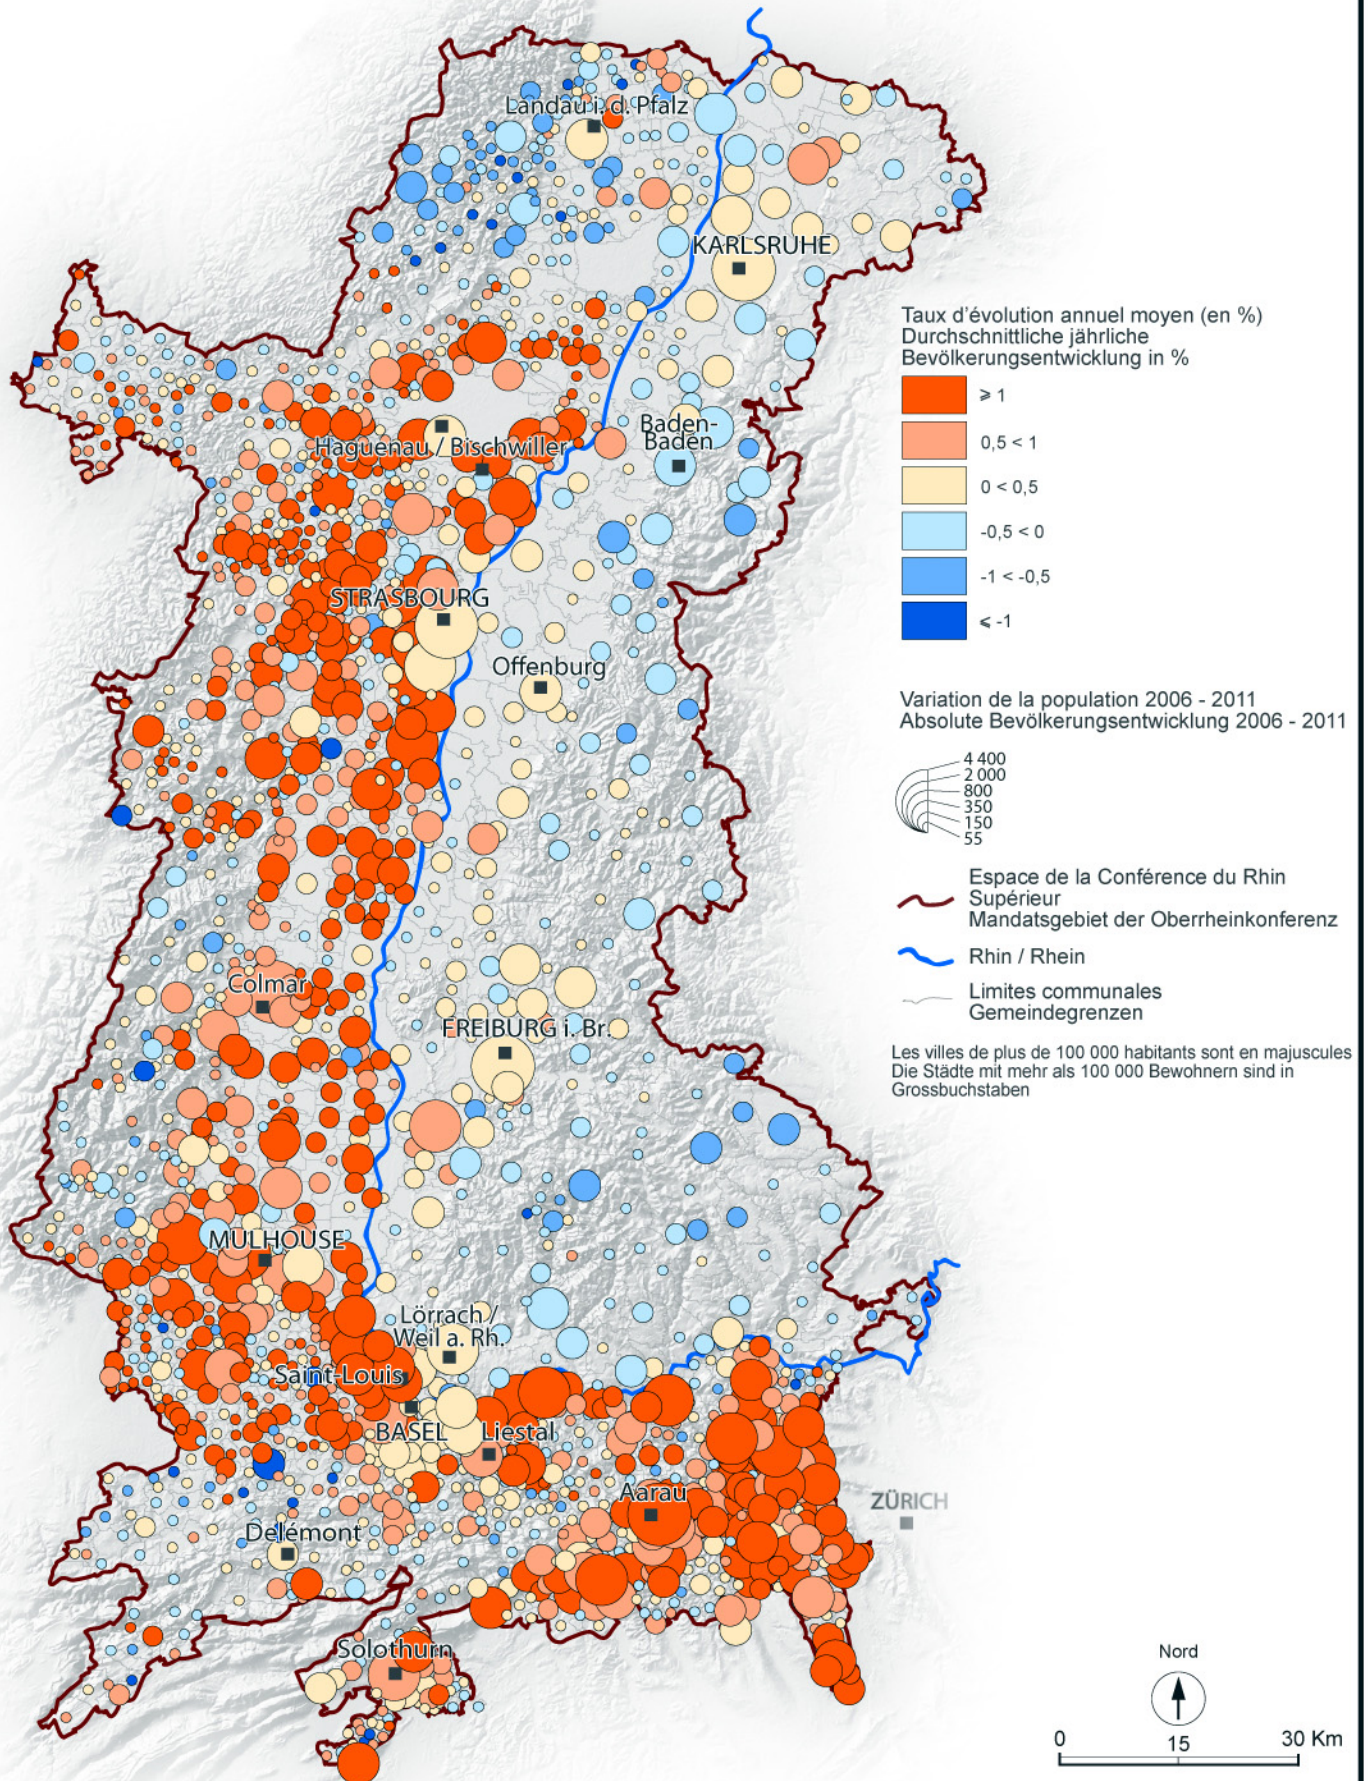 Landau i. d. Pfalz
KARLSRUHE
Taux d'évolution annuel moyen (en %)
Durchschnittliche jährliche
Bevölkerungsentwicklung in %
⩾ 1
0,5 < 1
0 < 0,5
-0,5 < 0
-1 < -0,5
⩽ -1
Baden-
Baden
Haguenau / Bischwiller
STRASBOURG
Offenburg
Variation de la population 2006 - 2011
Absolute Bevölkerungsentwicklung 2006 - 2011
4 400
2 000
800
350
150
55
Espace de la Conférence du Rhin
Supérieur
Mandatsgebiet der Oberrheinkonferenz
Rhin / Rhein
Limites communales
Gemeindegrenzen
Les villes de plus de 100 000 habitants sont en majuscules
Die Städte mit mehr als 100 000 Bewohnern sind in
Grossbuchstaben
Colmar
FREIBURG i. Br.
MULHOUSE
Lörrach /
Weil a. Rh.
Saint-Louis
BASEL
Liestal
Aarau
ZÜRICH
Delémont
Solothurn
Nord
0
15
30 Km